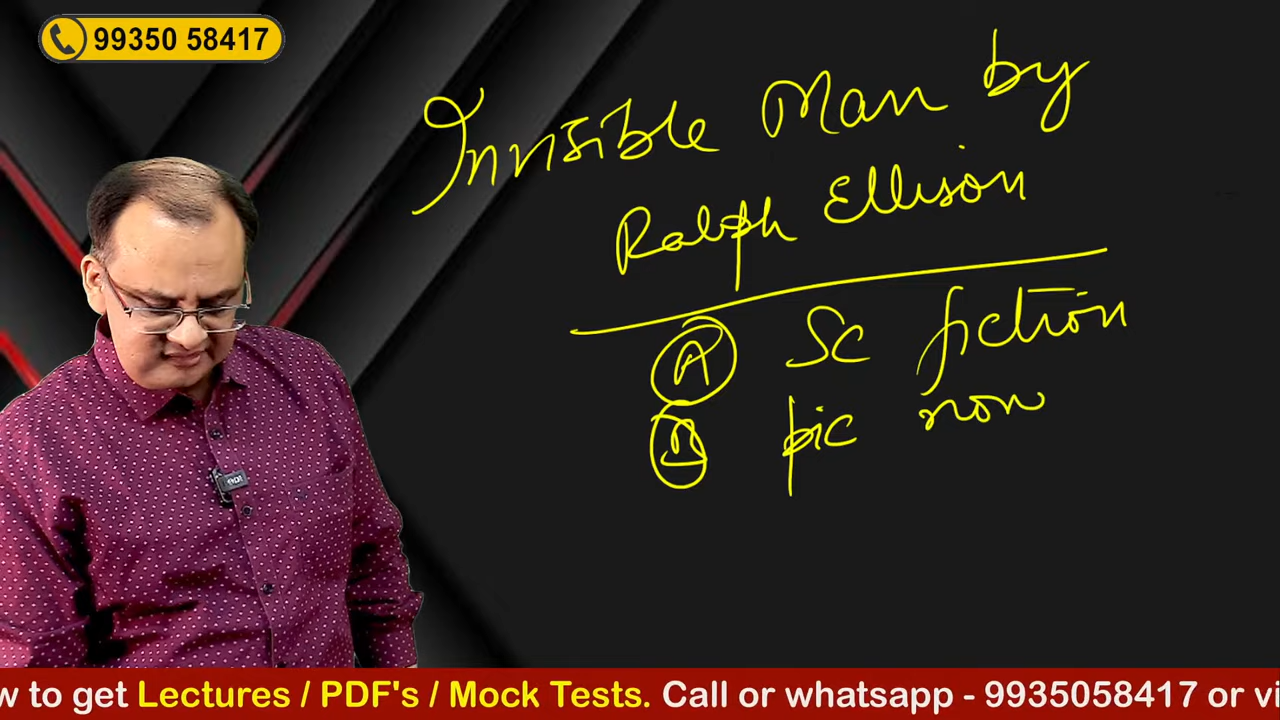 99350 58417
Invisible Man by
Ralph Ellison
A Sc fiction
B pic nov
w to get Lectures / PDF's / Mock Tests. Call or whatsapp - 9935058417 or vi